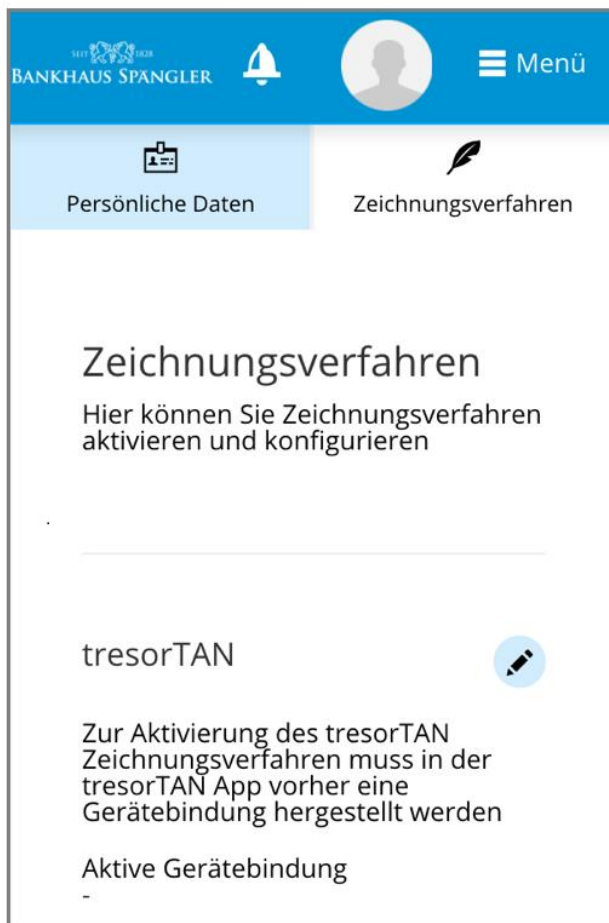 SEIT 1828
BANKHAUS SPÄNGLER
Menü
Persönliche Daten
Zeichnungsverfahren
Zeichnungsverfahren
Hier können Sie Zeichnungsverfahren
aktivieren und konfigurieren
.
tresorTAN
Zur Aktivierung des tresorTAN
Zeichnungsverfahren muss in der
tresorTAN App vorher eine
Gerätebindung hergestellt werden
Aktive Gerätebindung
-